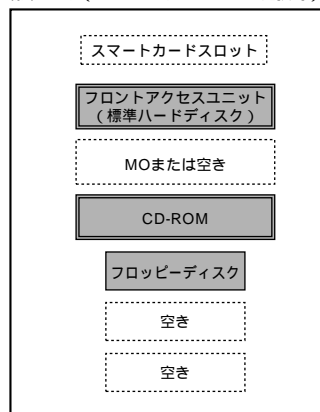 スマートカードスロット
フロントアクセスユニット
(標準ハードディスク)
MOまたは空き
CD-ROM
フロッピーディスク
空き
空き